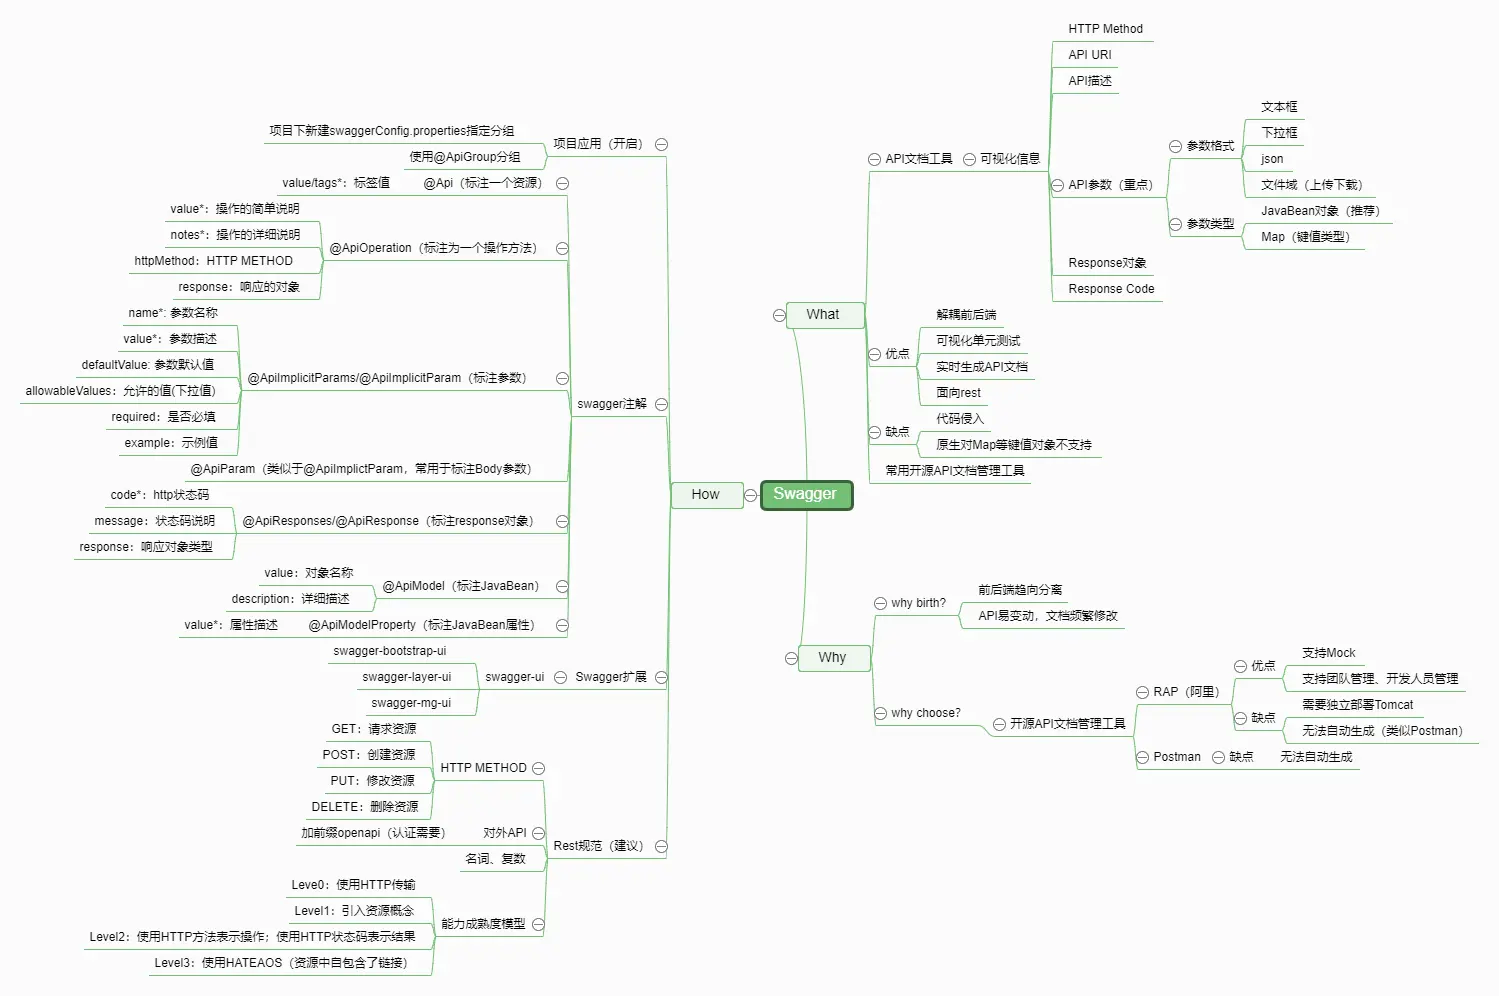 Swagger
What
API文档工具
可视化信息
HTTP Method
API URI
API描述
API参数（重点）
参数格式
文本框
下拉框
json
文件域（上传下载）
参数类型
JavaBean对象（推荐）
Map（键值类型）
Response对象
Response Code
优点
解耦前后端
可视化单元测试
实时生成API文档
面向rest
缺点
代码侵入
原生对Map等键值对象不支持
常用开源API文档管理工具
Why
why birth?
前后端趋向分离
API易变动，文档频繁修改
why choose?
开源API文档管理工具
RAP（阿里）
优点
支持Mock
支持团队管理、开发人员管理
缺点
需要独立部署Tomcat
无法自动生成（类似Postman）
Postman
缺点
无法自动生成
How
项目应用（开启）
项目下新建swaggerConfig.properties指定分组
使用@ApiGroup分组
swagger注解
@Api（标注一个资源）
value/tags*：标签值
@ApiOperation（标注为一个操作方法）
value*：操作的简单说明
notes*：操作的详细说明
httpMethod：HTTP METHOD
response：响应的对象
@ApiImplicitParams/@ApiImplicitParam（标注参数）
name*: 参数名称
value*：参数描述
defaultValue: 参数默认值
allowableValues：允许的值(下拉值)
required：是否必填
example：示例值
@ApiParam（类似于@ApiImplictParam，常用于标注Body参数）
@ApiResponses/@ApiResponse（标注response对象）
code*：http状态码
message：状态码说明
response：响应对象类型
@ApiModel（标注JavaBean）
value：对象名称
description：详细描述
@ApiModelProperty（标注JavaBean属性）
value*：属性描述
Swagger扩展
swagger-ui
swagger-bootstrap-ui
swagger-layer-ui
swagger-mg-ui
Rest规范（建议）
HTTP METHOD
GET：请求资源
POST：创建资源
PUT：修改资源
DELETE：删除资源
对外API
加前缀openapi（认证需要）
名词、复数
能力成熟度模型
Leve0：使用HTTP传输
Level1：引入资源概念
Level2：使用HTTP方法表示操作；使用HTTP状态码表示结果
Level3：使用HATEAOS（资源中自包含了链接）